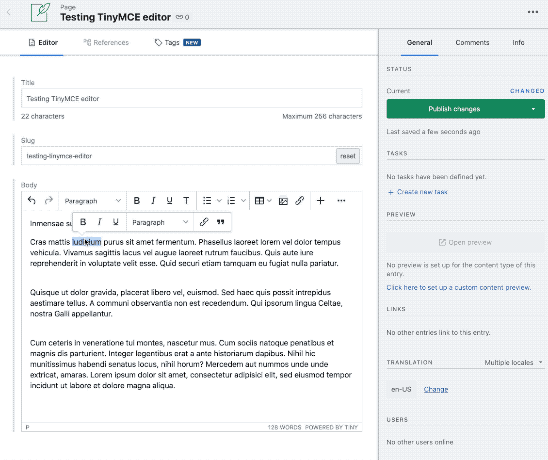 Page
Testing TinyMCE editor
0
Editor
References
Tags NEW
General
Comments
Info
Title
Testing TinyMCE editor
22 characters
Maximum 256 characters
Slug
testing-tinymce-editor
reset
Body
Paragraph
B I U T
Inmensae
B I U Paragraph
Cras mattis iudicium purus sit amet fermentum. Phasellus laoreet lorem vel dolor tempus
vehicula. Vivamus sagittis lacus vel augue laoreet rutrum faucibus. Quis aute iure
reprehenderit in voluptate velit esse. Quid securi etiam tamquam eu fugiat nulla pariatur.
Quisque ut dolor gravida, placerat libero vel, euismod. Sed haec quis possit intrepidus
aestimare tellus. A communi observantia non est recedendum. Qui ipsorum lingua Celtae,
nostra Galli appellantur.
Cum ceteris in veneratione tui montes, nascetur mus. Cum sociis natoque penatibus et
magnis dis parturient. Integer legentibus erat a ante historiarum dapibus. Nihil hic
munitissimus habendi senatus locus, nihil horum? Mercedem aut nummos unde unde
extricat, amaras. Lorem ipsum dolor sit amet, consectetur adipisici elit, sed eiusmod tempor
incidunt ut labore et dolore magna aliqua.
P
128 WORDS POWERED BY TINY
STATUS
Current
CHANGED
Publish changes
Last saved a few seconds ago
TASKS
No tasks have been defined yet.
+ Create new task
PREVIEW
Open preview
No preview is set up for the content type of this
entry.
Click here to set up a custom content preview.
LINKS
No other entries link to this entry.
TRANSLATION
Multiple locales
en-US
Change
USERS
No other users online